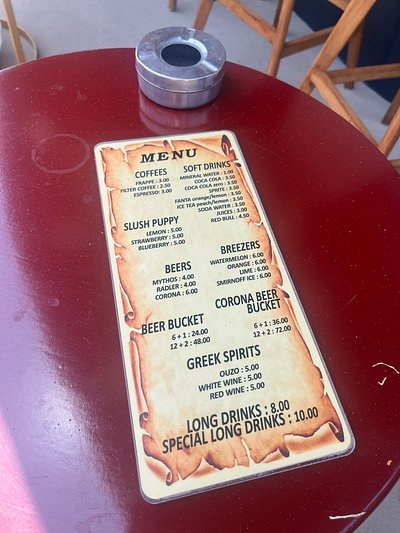 MENU
COFFEES
FRAPPE : 3.00
FILTER COFFEE : 2.50
ESPRESSO: 3.00
SOFT DRINKS
MINERAL WATER : 1.00
COCA COLA : 3.50
COCA COLA zero : 3.50
SPRITE : 3.50
FANTA orange/lemon : 3.50
ICE TEA peach/lemon : 3.50
SODA WATER : 3.50
JUICES : 3.00
RED BULL : 4.50
SLUSH PUPPY
LEMON : 5.00
STRAWBERRY : 5.00
BLUEBERRY : 5.00
BEERS
MYTHOS : 4.00
RADLER : 4.00
CORONA : 6.00
BREEZERS
WATERMELON : 6.00
ORANGE : 6.00
LIME : 6.00
SMIRNOFF ICE : 6.00
BEER BUCKET
6 + 1 : 24.00
12 + 2 : 48.00
CORONA BEER
BUCKET
6 + 1 : 36.00
12 + 2 : 72.00
GREEK SPIRITS
OUZO : 5.00
WHITE WINE : 5.00
RED WINE : 5.00
LONG DRINKS : 8.00
SPECIAL LONG DRINKS : 10.00